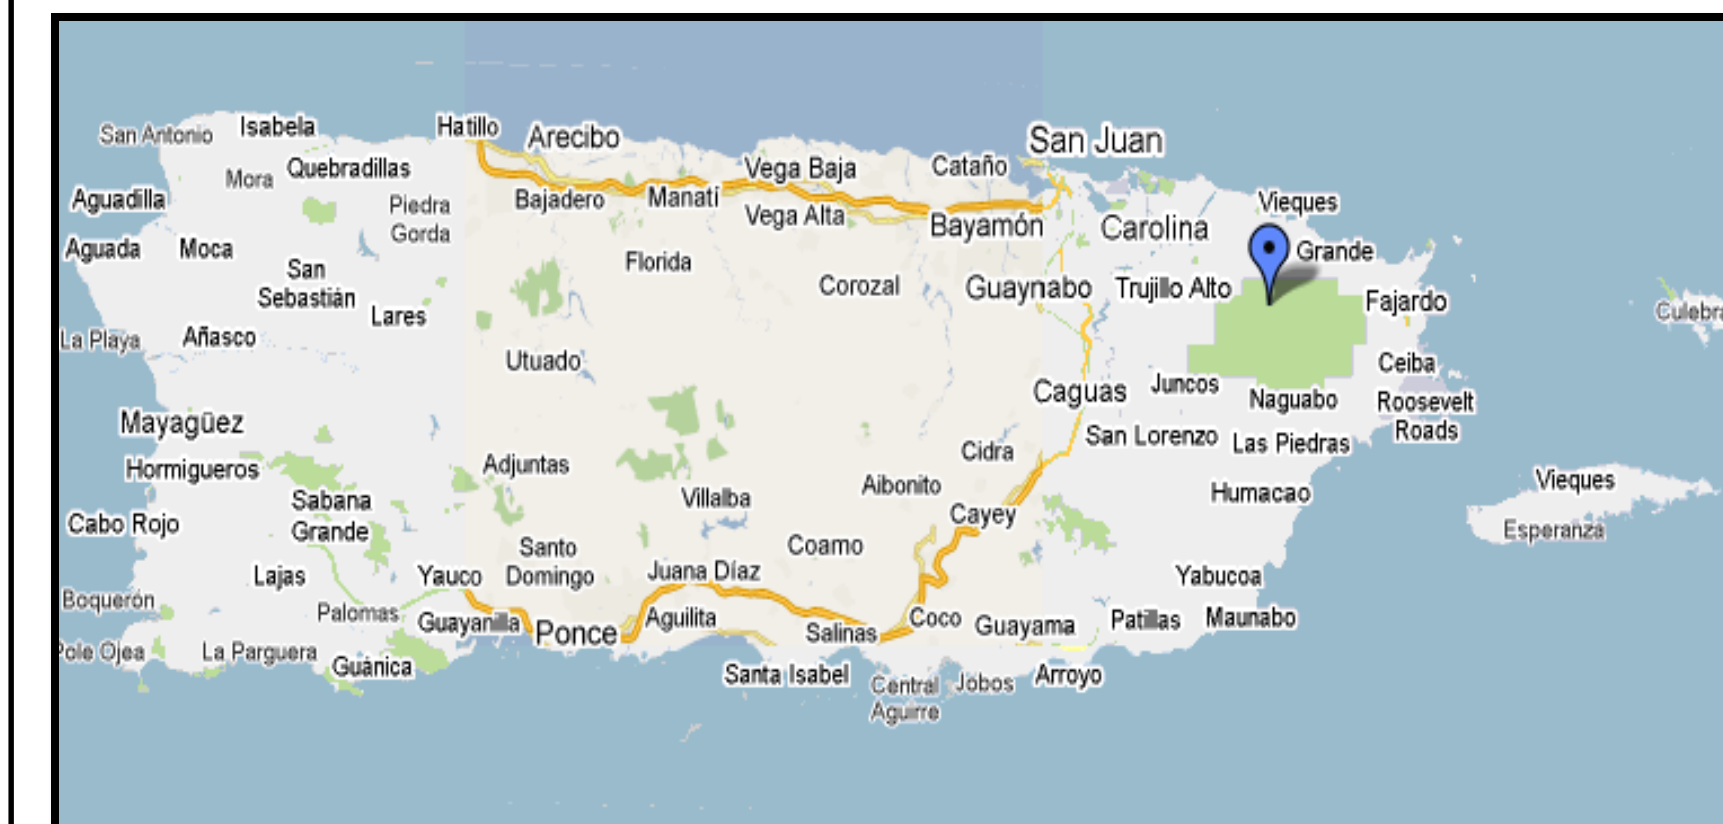 San Antonio
Isabela
Hatillo
Arecibo
San Juan
Mora
Quebradillas
Vega Baja
Cataño
Aguadilla
Piedra
Gorda
Bajadero
Manatí
Vega Alta
Bayamón
Carolina
Vieques
Grande
Aguada
Moca
San
Sebastián
Florida
Corozal
Guaynabo
Trujillo Alto
Fajardo
Culebra
La Playa
Añasco
Lares
Utuado
Ceiba
Caguas
Juncos
Naguabo
Roosevelt
Roads
Mayagüez
San Lorenzo
Las Piedras
Hormigueros
Adjuntas
Cidra
Aibonito
Villalba
Sabana
Grande
Humacao
Vieques
Esperanza
Cabo Rojo
Cayey
Coamo
Santo
Domingo
Juana Díaz
Lajas
Yauco
Yabucoa
Boquerón
Palomas
Guayanilla
Ponce
Aguilita
Salinas
Coco
Guayama
Patillas
Maunabo
Pole Ojea
La Parguera
Guánica
Santa Isabel
Central
Aguirre
Jobos
Arroyo